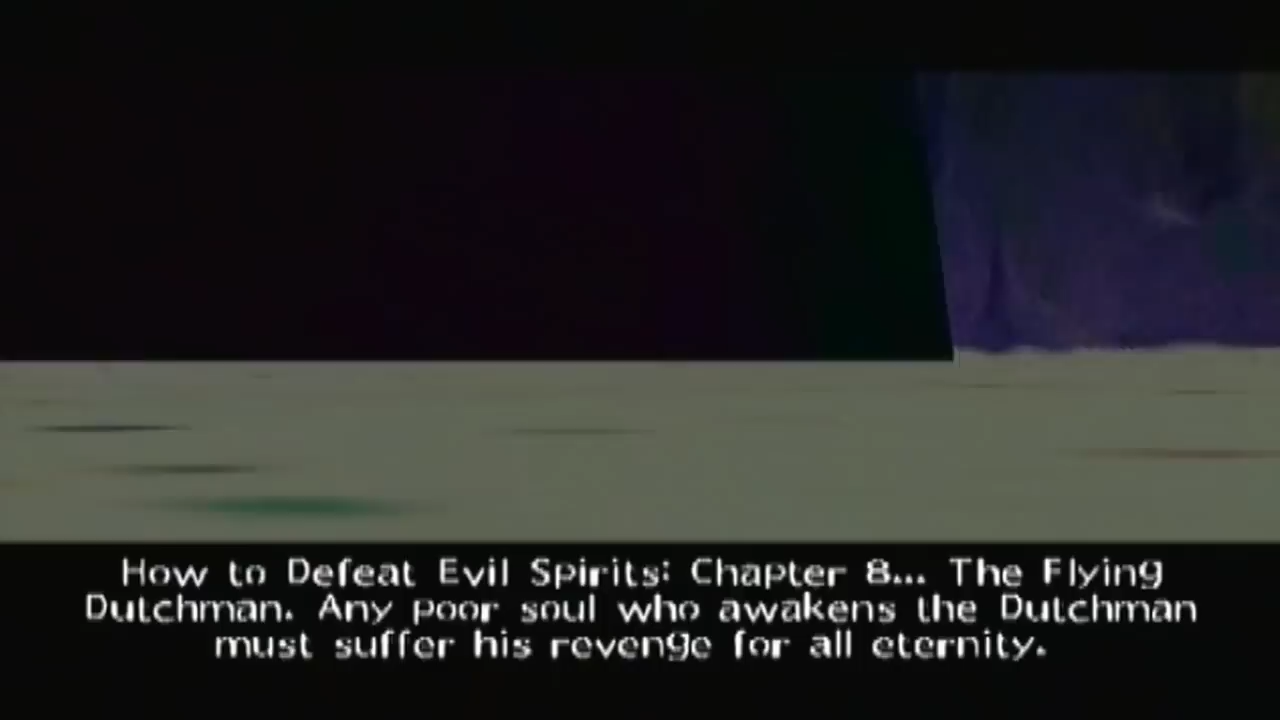 How to Defeat Evil Spirits: Chapter 8... The Flying
Dutchman. Any poor soul who awakens the Dutchman
must suffer his revenge for all eternity.